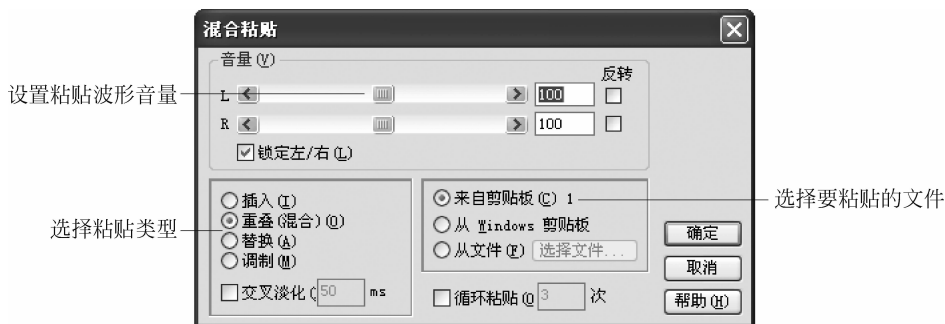 混合粘贴
音量(V)
反转
设置粘贴波形音量
L 100
R 100
锁定左/右(L)
插入(I)
重叠(混合)(O)
选择粘贴类型
替换(A)
调制(M)
交叉淡化( 50 ms
来自剪贴板(C) 1
选择要粘贴的文件
从 Windows 剪贴板
从文件(F) 选择文件...
循环粘贴(O 3 次
确定
取消
帮助(H)